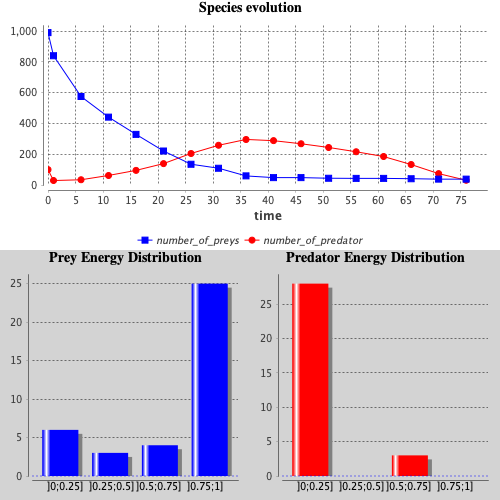 Species evolution
1,000
800
600
400
200
0
0 5 10 15 20 25 30 35 40 45 50 55 60 65 70 75
time
number_of_preys number_of_predator
Prey Energy Distribution
25
20
15
10
5
0
]0;0.25] ]0.25;0.5] ]0.5;0.75] ]0.75;1]
Predator Energy Distribution
25
20
15
10
5
0
]0;0.25] ]0.25;0.5] ]0.5;0.75] ]0.75;1]